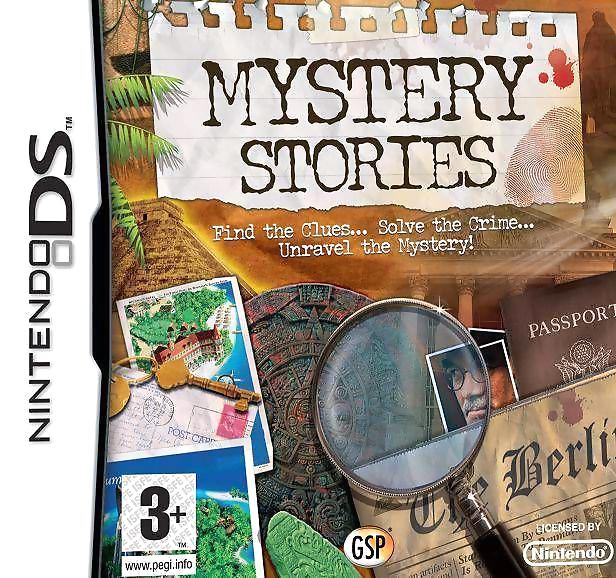 NINTENDO DS™
MYSTERY
STORIES
Find the Clues... Solve the Crime...
Unravel the Mystery!
PASSPORT
POST CARD
The Berli
3+
www.pegi.info
GSP
LICENSED BY
Nintendo